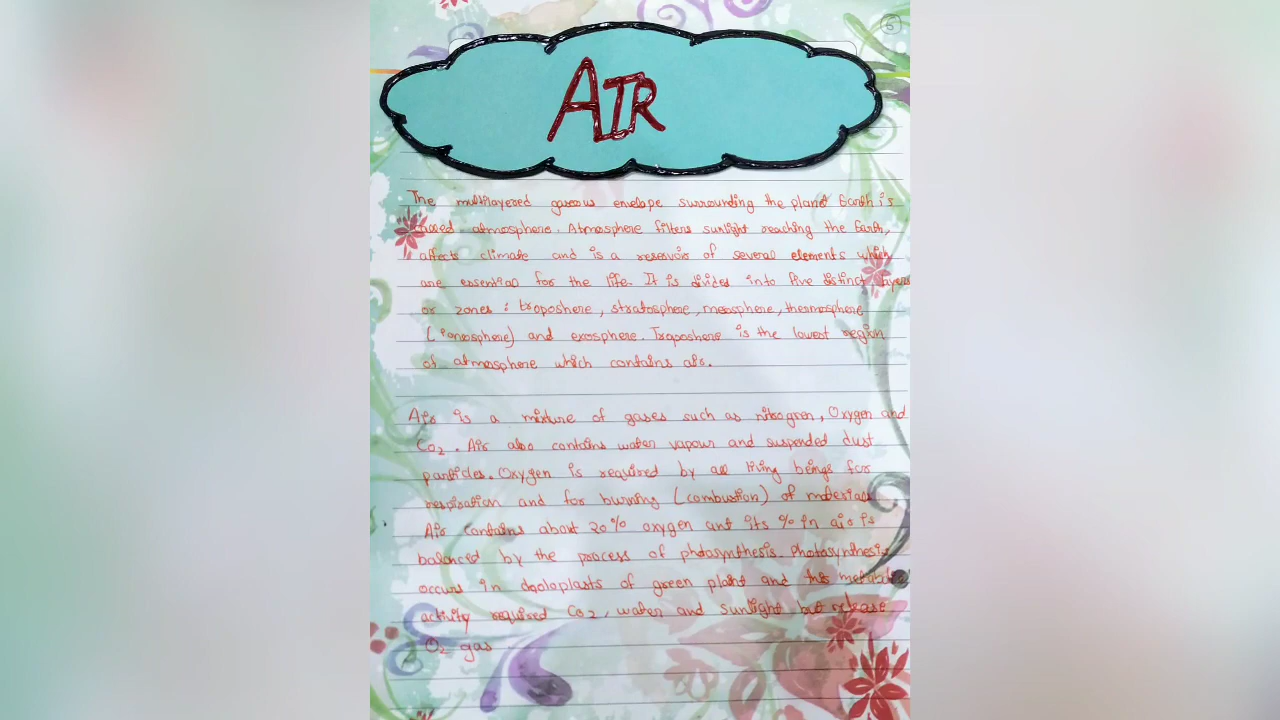 6
AIR
The multilayered gaseous envelope surrounding the planet Earth is
called atmosphere. Atmosphere filters sunlight reaching the Earth,
affects climate and is a reservoir of several elements which
are essential for the life. It is divided into five distinct layers
or zones : troposhere, stratosphere, mesosphere, thermosphere
(ionosphere) and exosphere. Troposhere is the lowest region
of atmosphere which contains air.
Air is a mixture of gases such as nitrogen, Oxygen and
CO2. Air also contains water vapour and suspended dust
particles. Oxygen is required by all living beings for
respiration and for burning (combustion) of materials
Air contains about 20% oxygen and its % in air is
balanced by the process of photosynthesis. Photosynthesis
occurs in of green plant and this metabolic
activity required CO2, water and sunlight but release
O2 gas